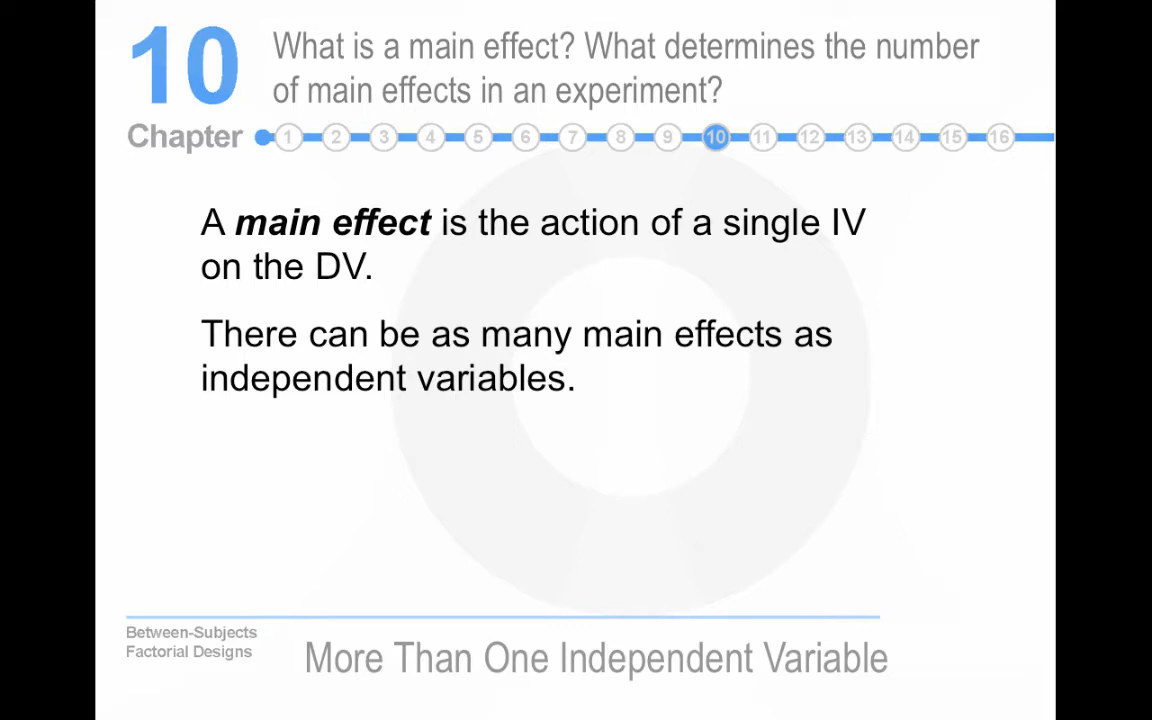 10
What is a main effect? What determines the number
of main effects in an experiment?
Chapter 1 2 3 4 5 6 7 8 9 10 11 12 13 14 15 16
A main effect is the action of a single IV
on the DV.
There can be as many main effects as
independent variables.
Between-Subjects
Factorial Designs
More Than One Independent Variable